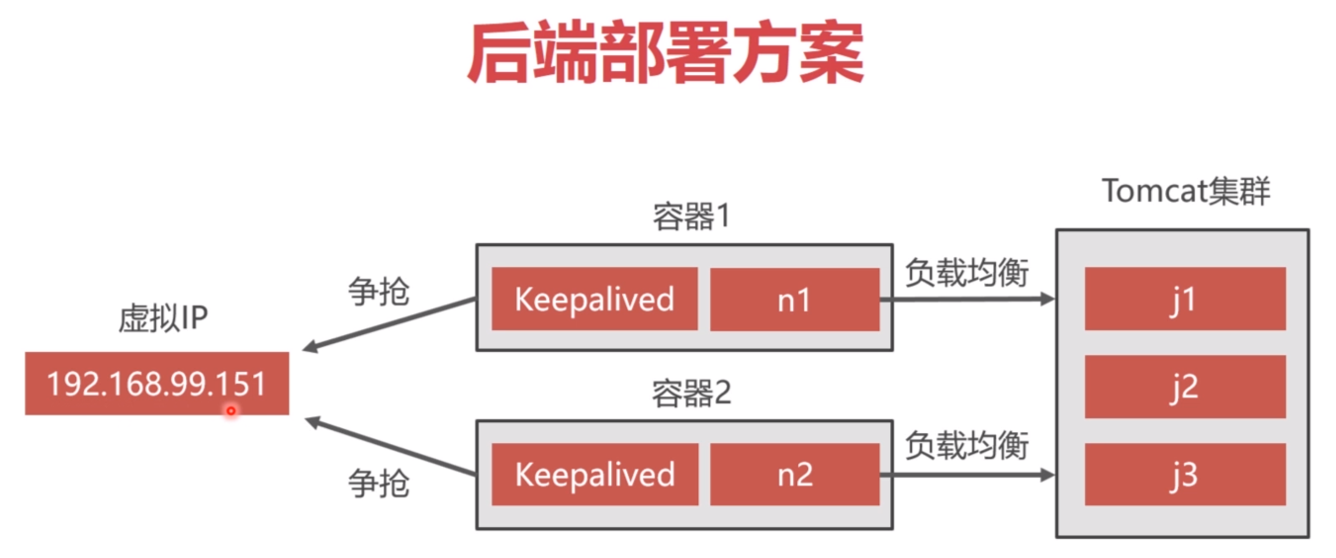 后端部署方案
Tomcat集群
容器1
争抢
Keepalived
n1
负载均衡
j1
虚拟IP
192.168.99.151
j2
容器2
争抢
Keepalived
n2
负载均衡
j3